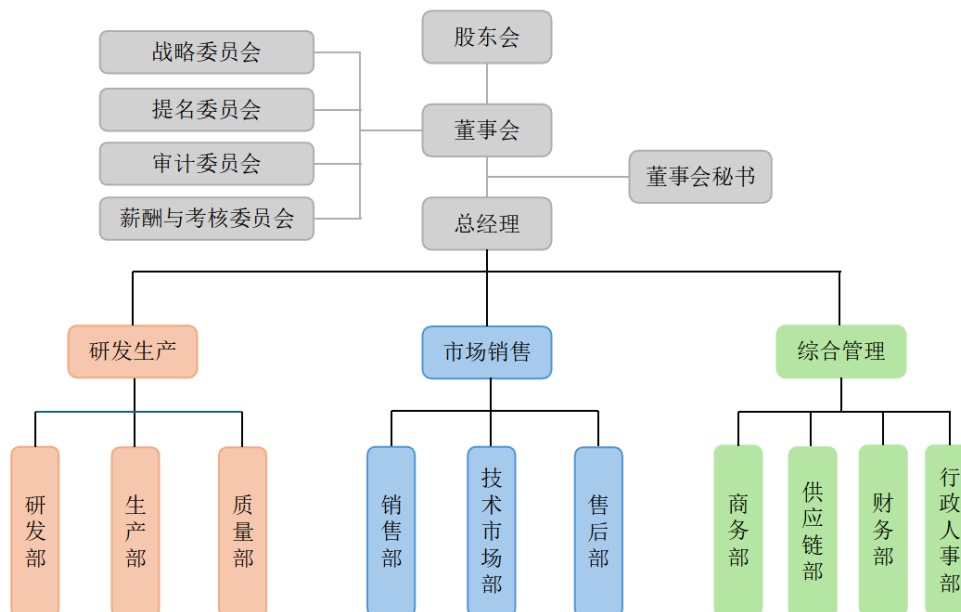 股东会
战略委员会
提名委员会
董事会
审计委员会
董事会秘书
薪酬与考核委员会
总经理
研发生产
市场销售
综合管理
研发部
生产部
质量部
销售部
技术市场部
售后部
商务部
供应链部
财务部
行政人事部